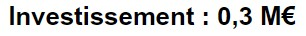 Investissement : 0,3 M€